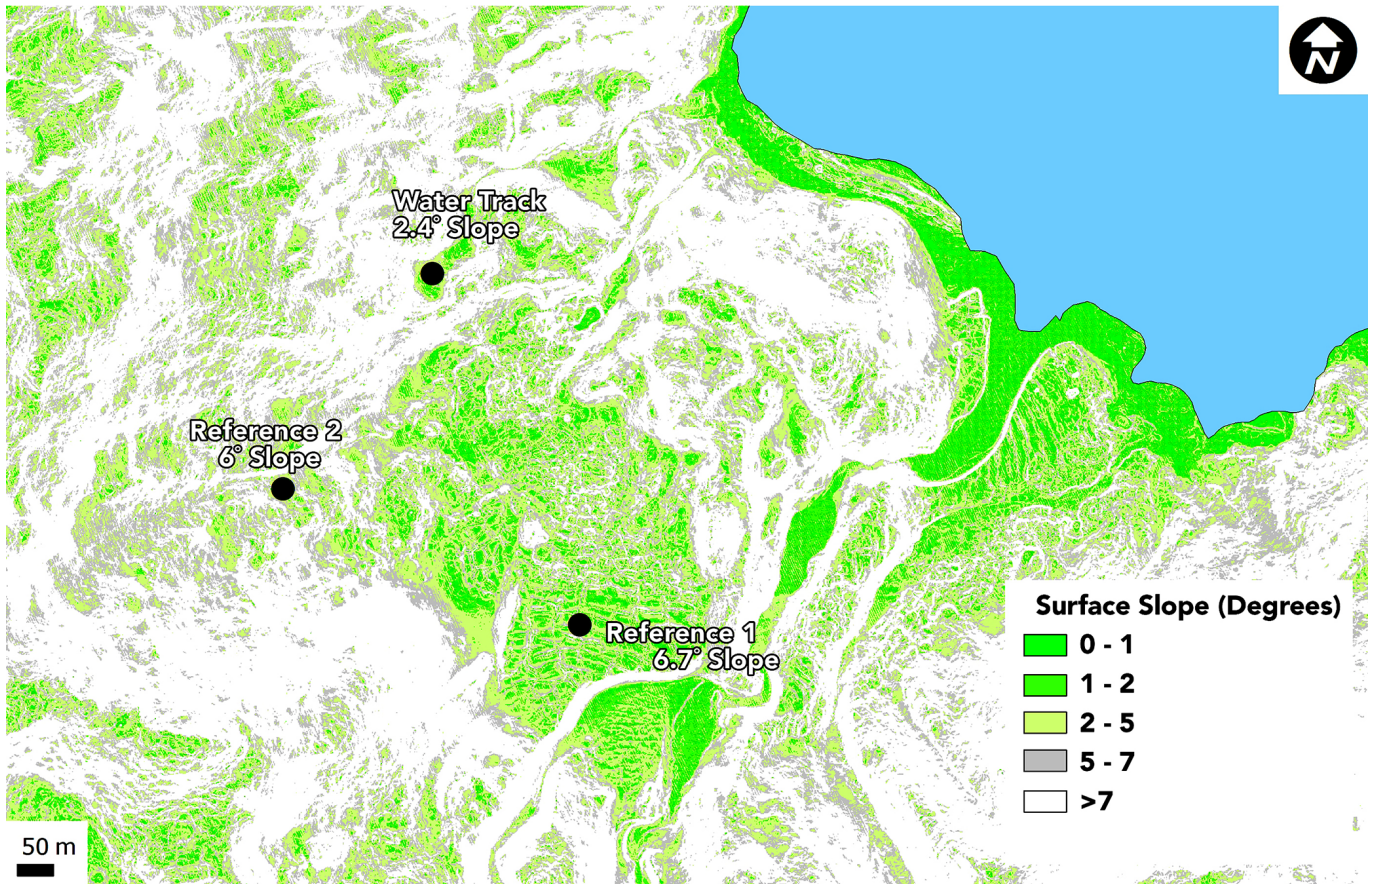 N
Water Track
2.4° Slope
Reference 2
6° Slope
Reference 1
6.7° Slope
Surface Slope (Degrees)
0 - 1
1 - 2
2 - 5
5 - 7
>7
50 m